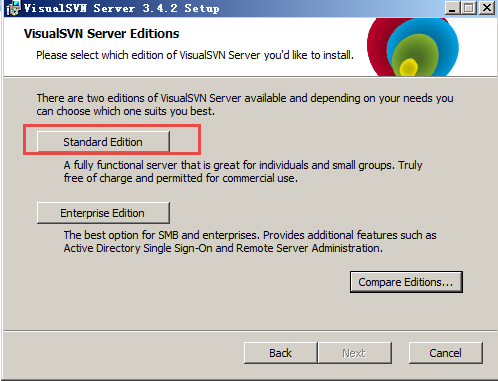 VisualSVN Server 3.4.2 Setup
VisualSVN Server Editions
Please select which edition of VisualSVN Server you'd like to install.
There are two editions of VisualSVN Server available and depending on your needs you
can choose which one suits you best.
Standard Edition
A fully functional server that is great for individuals and small groups. Truly
free of charge and permitted for commercial use.
Enterprise Edition
The best option for SMB and enterprises. Provides additional features such as
Active Directory Single Sign-On and Remote Server Administration.
Compare Editions...
Back
Next
Cancel